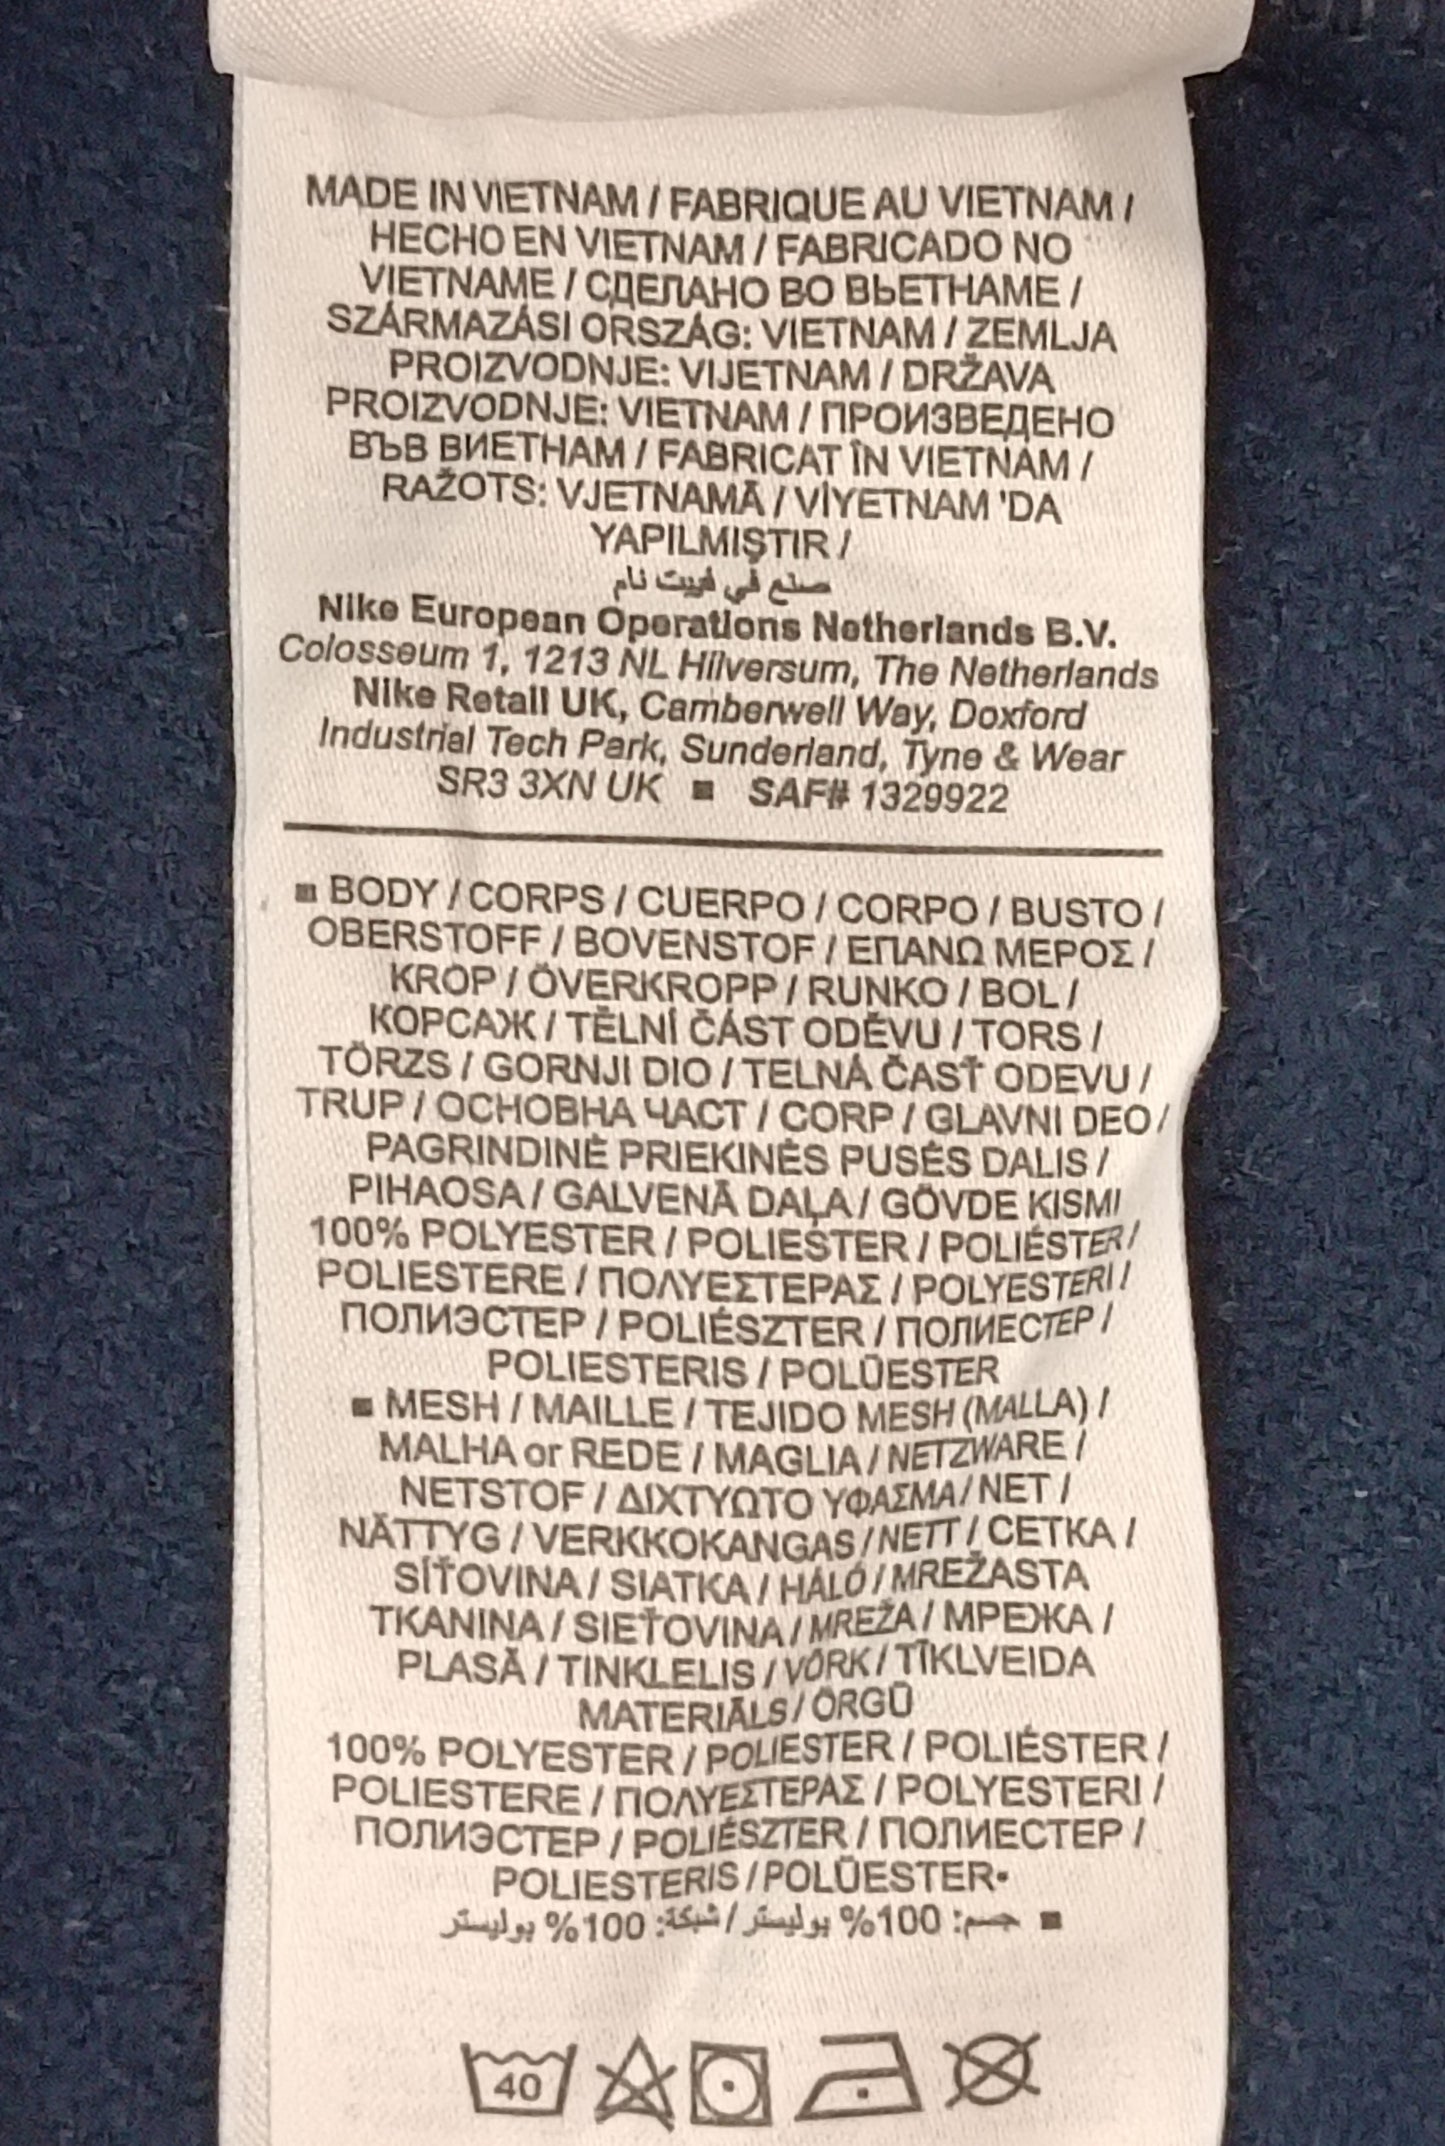 MADE IN VIETNAM / FABRIQUE AU VIETNAM /
HECHO EN VIETNAM / FABRICADO NO
VIETNAME / СДЕЛАНО ВО ВЬЕТНАМЕ /
SZÁRMAZÁSI ORSZÁG: VIETNAM / ZEMLJA
PROIZVODNJE: VIJETNAM / DRŽAVA
PROIZVODNJE: VIETNAM / ПРОИЗВЕДЕНО
ВЪВ ВИЕТНАМ / FABRICAT ÎN VIETNAM /
RAŽOTS: VJETNAMĀ / VİYETNAM 'DA
YAPILMIŞTIR /
صنع في فييت نام
Nike European Operations Netherlands B.V.
Colosseum 1, 1213 NL Hilversum, The Netherlands
Nike Retail UK, Camberwell Way, Doxford
Industrial Tech Park, Sunderland, Tyne & Wear
SR3 3XN UK ■ SAF# 1329922
■ BODY / CORPS / CUERPO / CORPO / BUSTO /
OBERSTOFF / BOVENSTOF / ΕΠΑΝΩ ΜΕΡΟΣ /
KROP / ÖVERKROPP / RUNKO / BOL /
КОРСАЖ / TĚLNÍ ČÁST ODĚVU / TORS /
TÖRZS / GORNJI DIO / TELNÁ ČASŤ ODEVU /
TRUP / ОСНОВНА ЧАСТ / CORP / GLAVNI DEO /
PAGRINDINĖ PRIEKINĖS PUSĖS DALIS /
PIHAOSA / GALVENĀ DAĻA / GÖVDE KISMI
100% POLYESTER / POLIESTER / POLIÉSTER /
POLIESTERE / ΠΟΛΥΕΣΤΕΡΑΣ / POLYESTERI /
ПОЛИЭСТЕР / POLIÉSZTER / ПОЛИЕСТЕР /
POLIESTERIS / POLÜESTER
■ MESH / MAILLE / TEJIDO MESH (MALLA) /
MALHA or REDE / MAGLIA / NETZWARE /
NETSTOF / ΔΙΧΤΥΩΤΟ ΥΦΑΣΜΑ / NET /
NÄTTYG / VERKKOKANGAS / NETT / СЕТКА /
SÍŤOVINA / SIATKA / HÁLÓ / MREŽASTA
TKANINA / SIEŤOVINA / MREŽA / МРЕЖА /
PLASĂ / TINKLELIS / VÕRK / TĪKLVEIDA
MATERIĀLS / ÖRGÜ
100% POLYESTER / POLIESTER / POLIÉSTER /
POLIESTERE / ΠΟΛΥΕΣΤΕΡΑΣ / POLYESTERI /
ПОЛИЭСТЕР / POLIÉSZTER / ПОЛИЕСТЕР /
POLIESTERIS / POLÜESTER•
■ جسم: 100% بوليستر / شبكة: 100% بوليستر
40